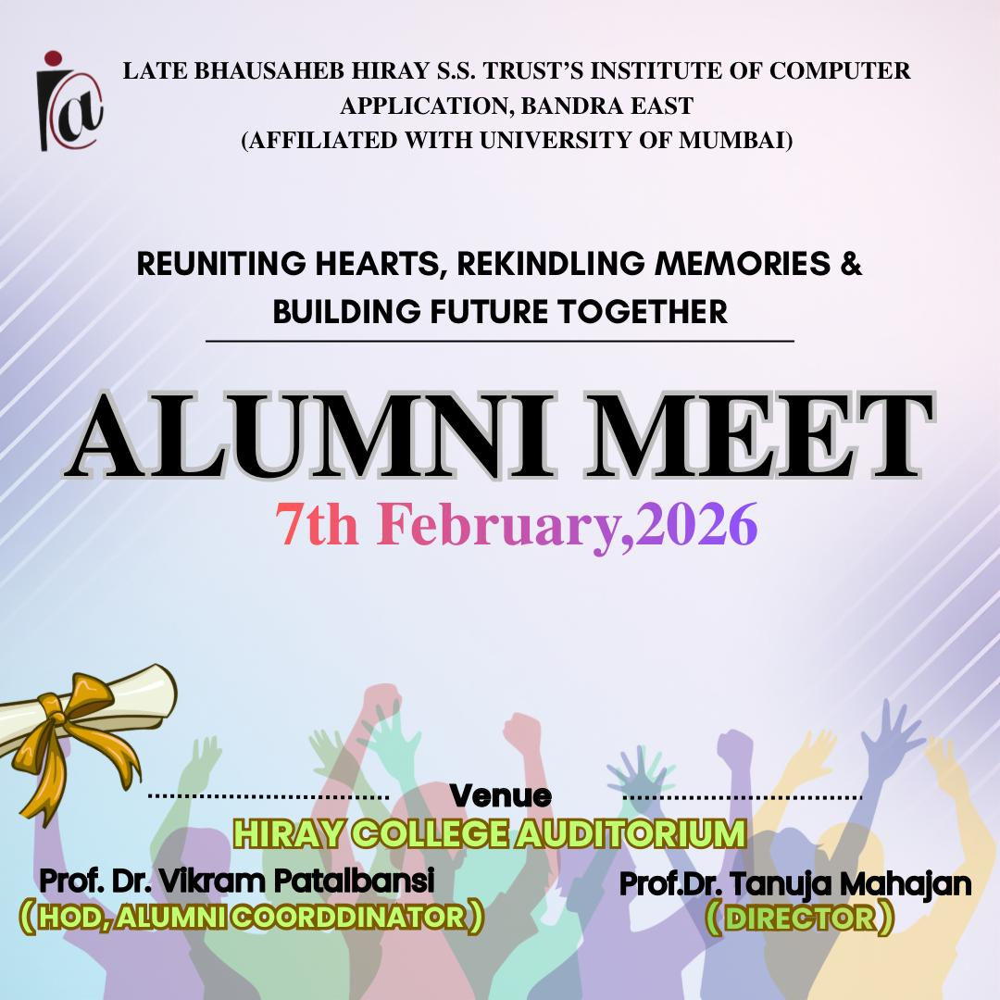 LATE BHAUSAHEB HIRAY S.S. TRUST'S INSTITUTE OF COMPUTER
APPLICATION, BANDRA EAST
(AFFILIATED WITH UNIVERSITY OF MUMBAI)
REUNITING HEARTS, REKINDLING MEMORIES &
BUILDING FUTURE TOGETHER
ALUMNI MEET
7th February,2026
Venue
HIRAY COLLEGE AUDITORIUM
Prof. Dr. Vikram Patalbansi
(HOD, ALUMNI COORDDINATOR)
Prof.Dr. Tanuja Mahajan
(DIRECTOR)